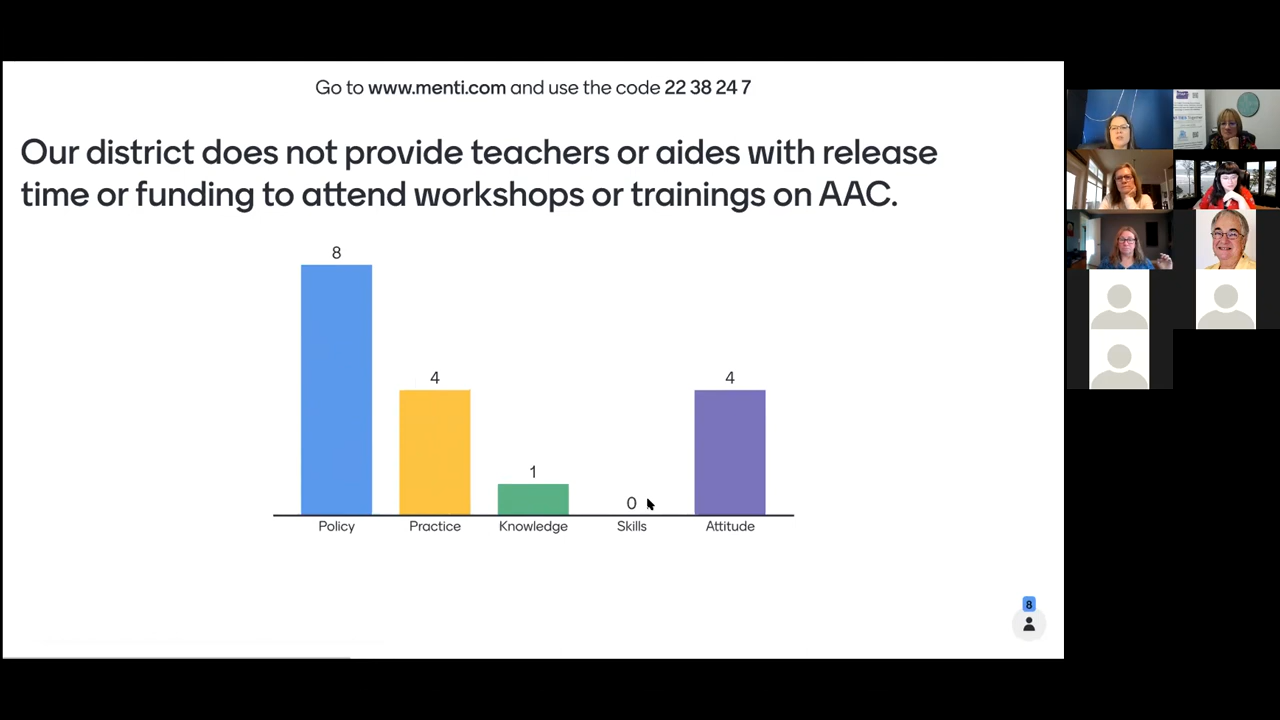 Go to www.menti.com and use the code 22 38 24 7
Our district does not provide teachers or aides with release
time or funding to attend workshops or trainings on AAC.
8
4
1
0
4
Policy
Practice
Knowledge
Skills
Attitude
8